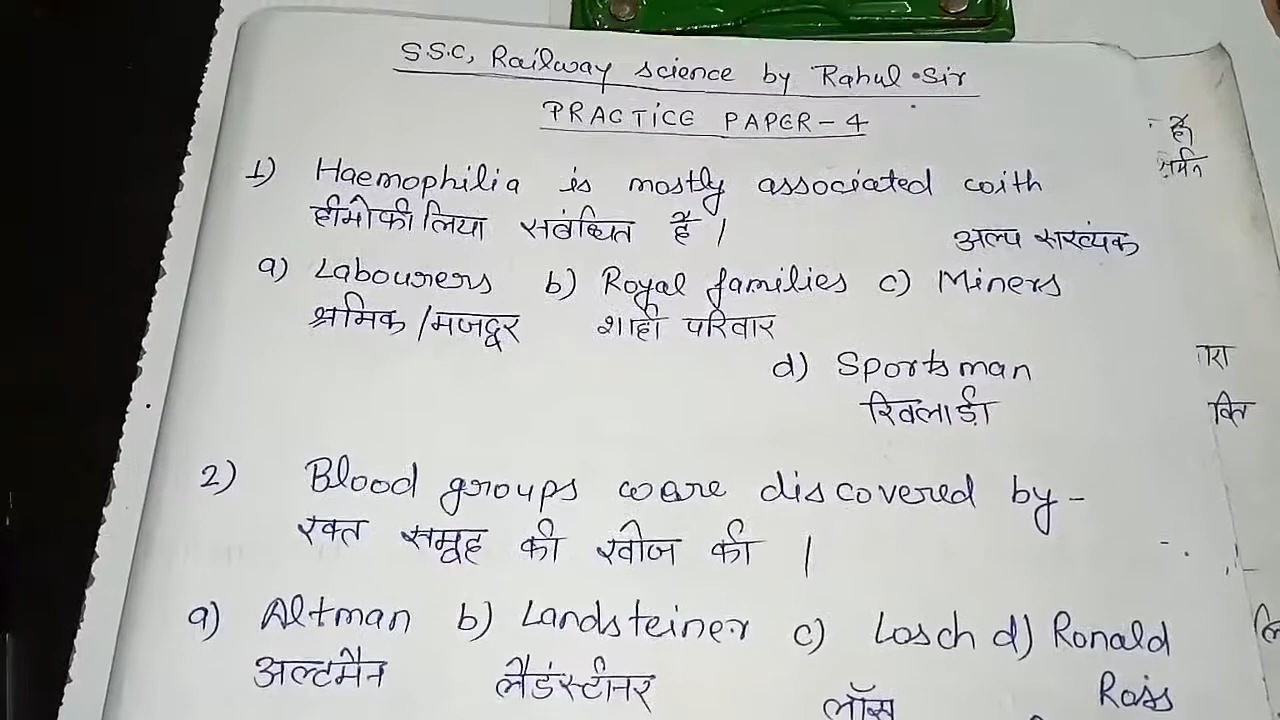 S.S.C, Railway science by Rahul Sir
PRACTICE PAPER-4
1) Haemophilia is mostly associated with
हीमोफीलिया संबंधित है |
अल्प संख्यंक
a) Labourers b) Royal families c) Miners
श्रमिक/मजदूर शाही परिवार
d) Sportsman
खिलाड़ी
2) Blood groups were discovered by-
रक्त समूह की खोज की |
a) Altman b) Landsteiner c) Losch d) Ronald
अल्टमैन लैडंस्टीनर लॉस Ross